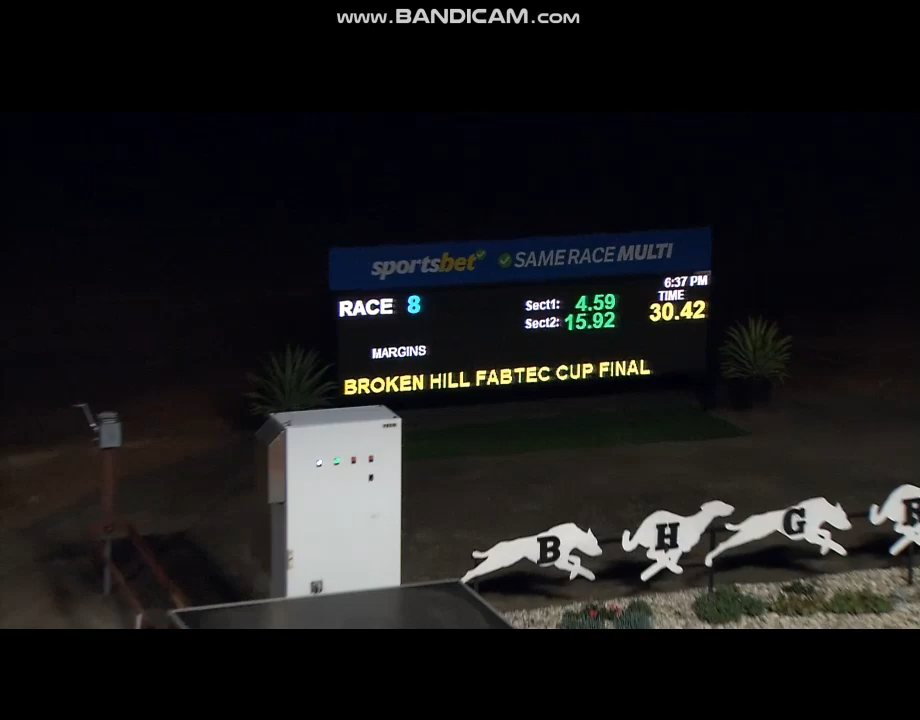 www.BANDICAM.com
sportsbet SAME RACE MULTI
6:37 PM
RACE 8
Sect1: 4.59
Sect2: 15.92
TIME
30.42
MARGINS
BROKEN HILL FABTEC CUP FINAL
B H G R